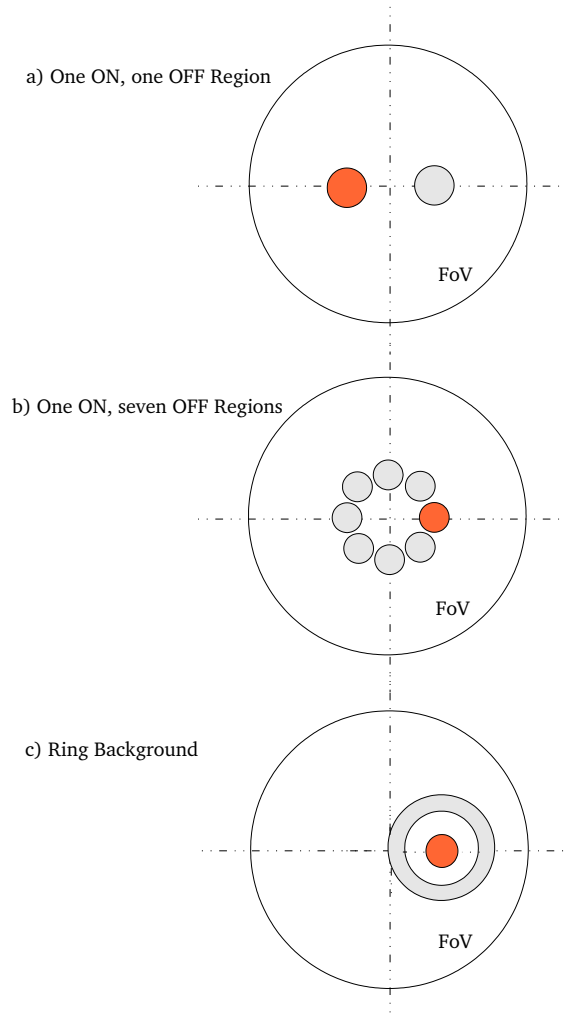 a) One ON, one OFF Region
FoV
b) One ON, seven OFF Regions
FoV
c) Ring Background
FoV